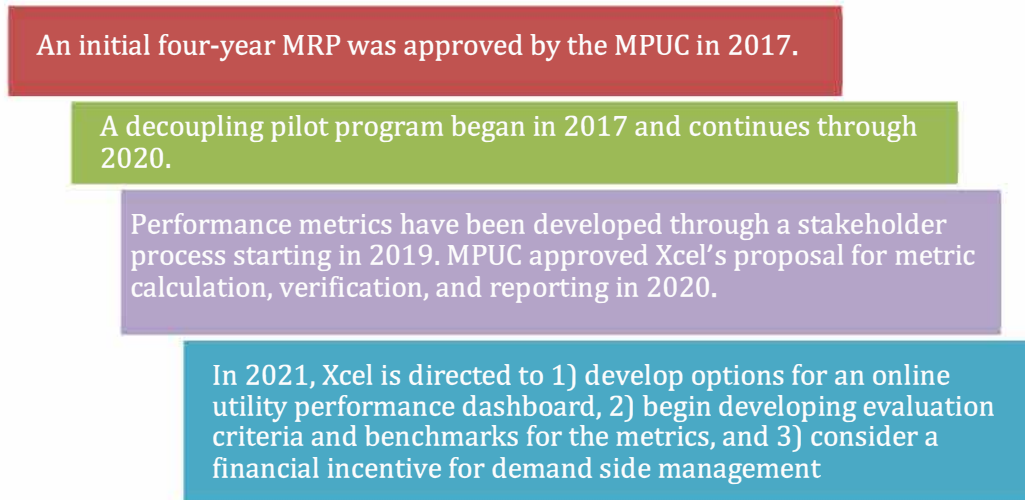 An initial four-year MRP was approved by the MPUC in 2017.
A decoupling pilot program began in 2017 and continues through
2020.
Performance metrics have been developed through a stakeholder
process starting in 2019. MPUC approved Xcel's proposal for metric
calculation, verification, and reporting in 2020.
In 2021, Xcel is directed to 1) develop options for an online
utility performance dashboard, 2) begin developing evaluation
criteria and benchmarks for the metrics, and 3) consider a
financial incentive for demand side management